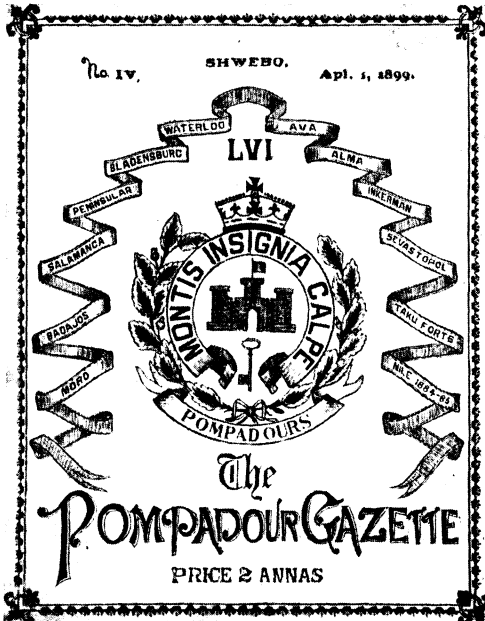 SHWEBO.
No. IV. Apl. 1, 1899.
WATERLOO AVA
LVI
BLADENSBURG ALMA
PENINSULAR INKERMAN
SALAMANCA SEVASTOPOL
BADAJOS TAKU FORTS
MORO NILE 1884-85
MONTIS INSIGNIA CALPE
POMPADOURS
The
POMPADOUR GAZETTE
PRICE 2 ANNAS